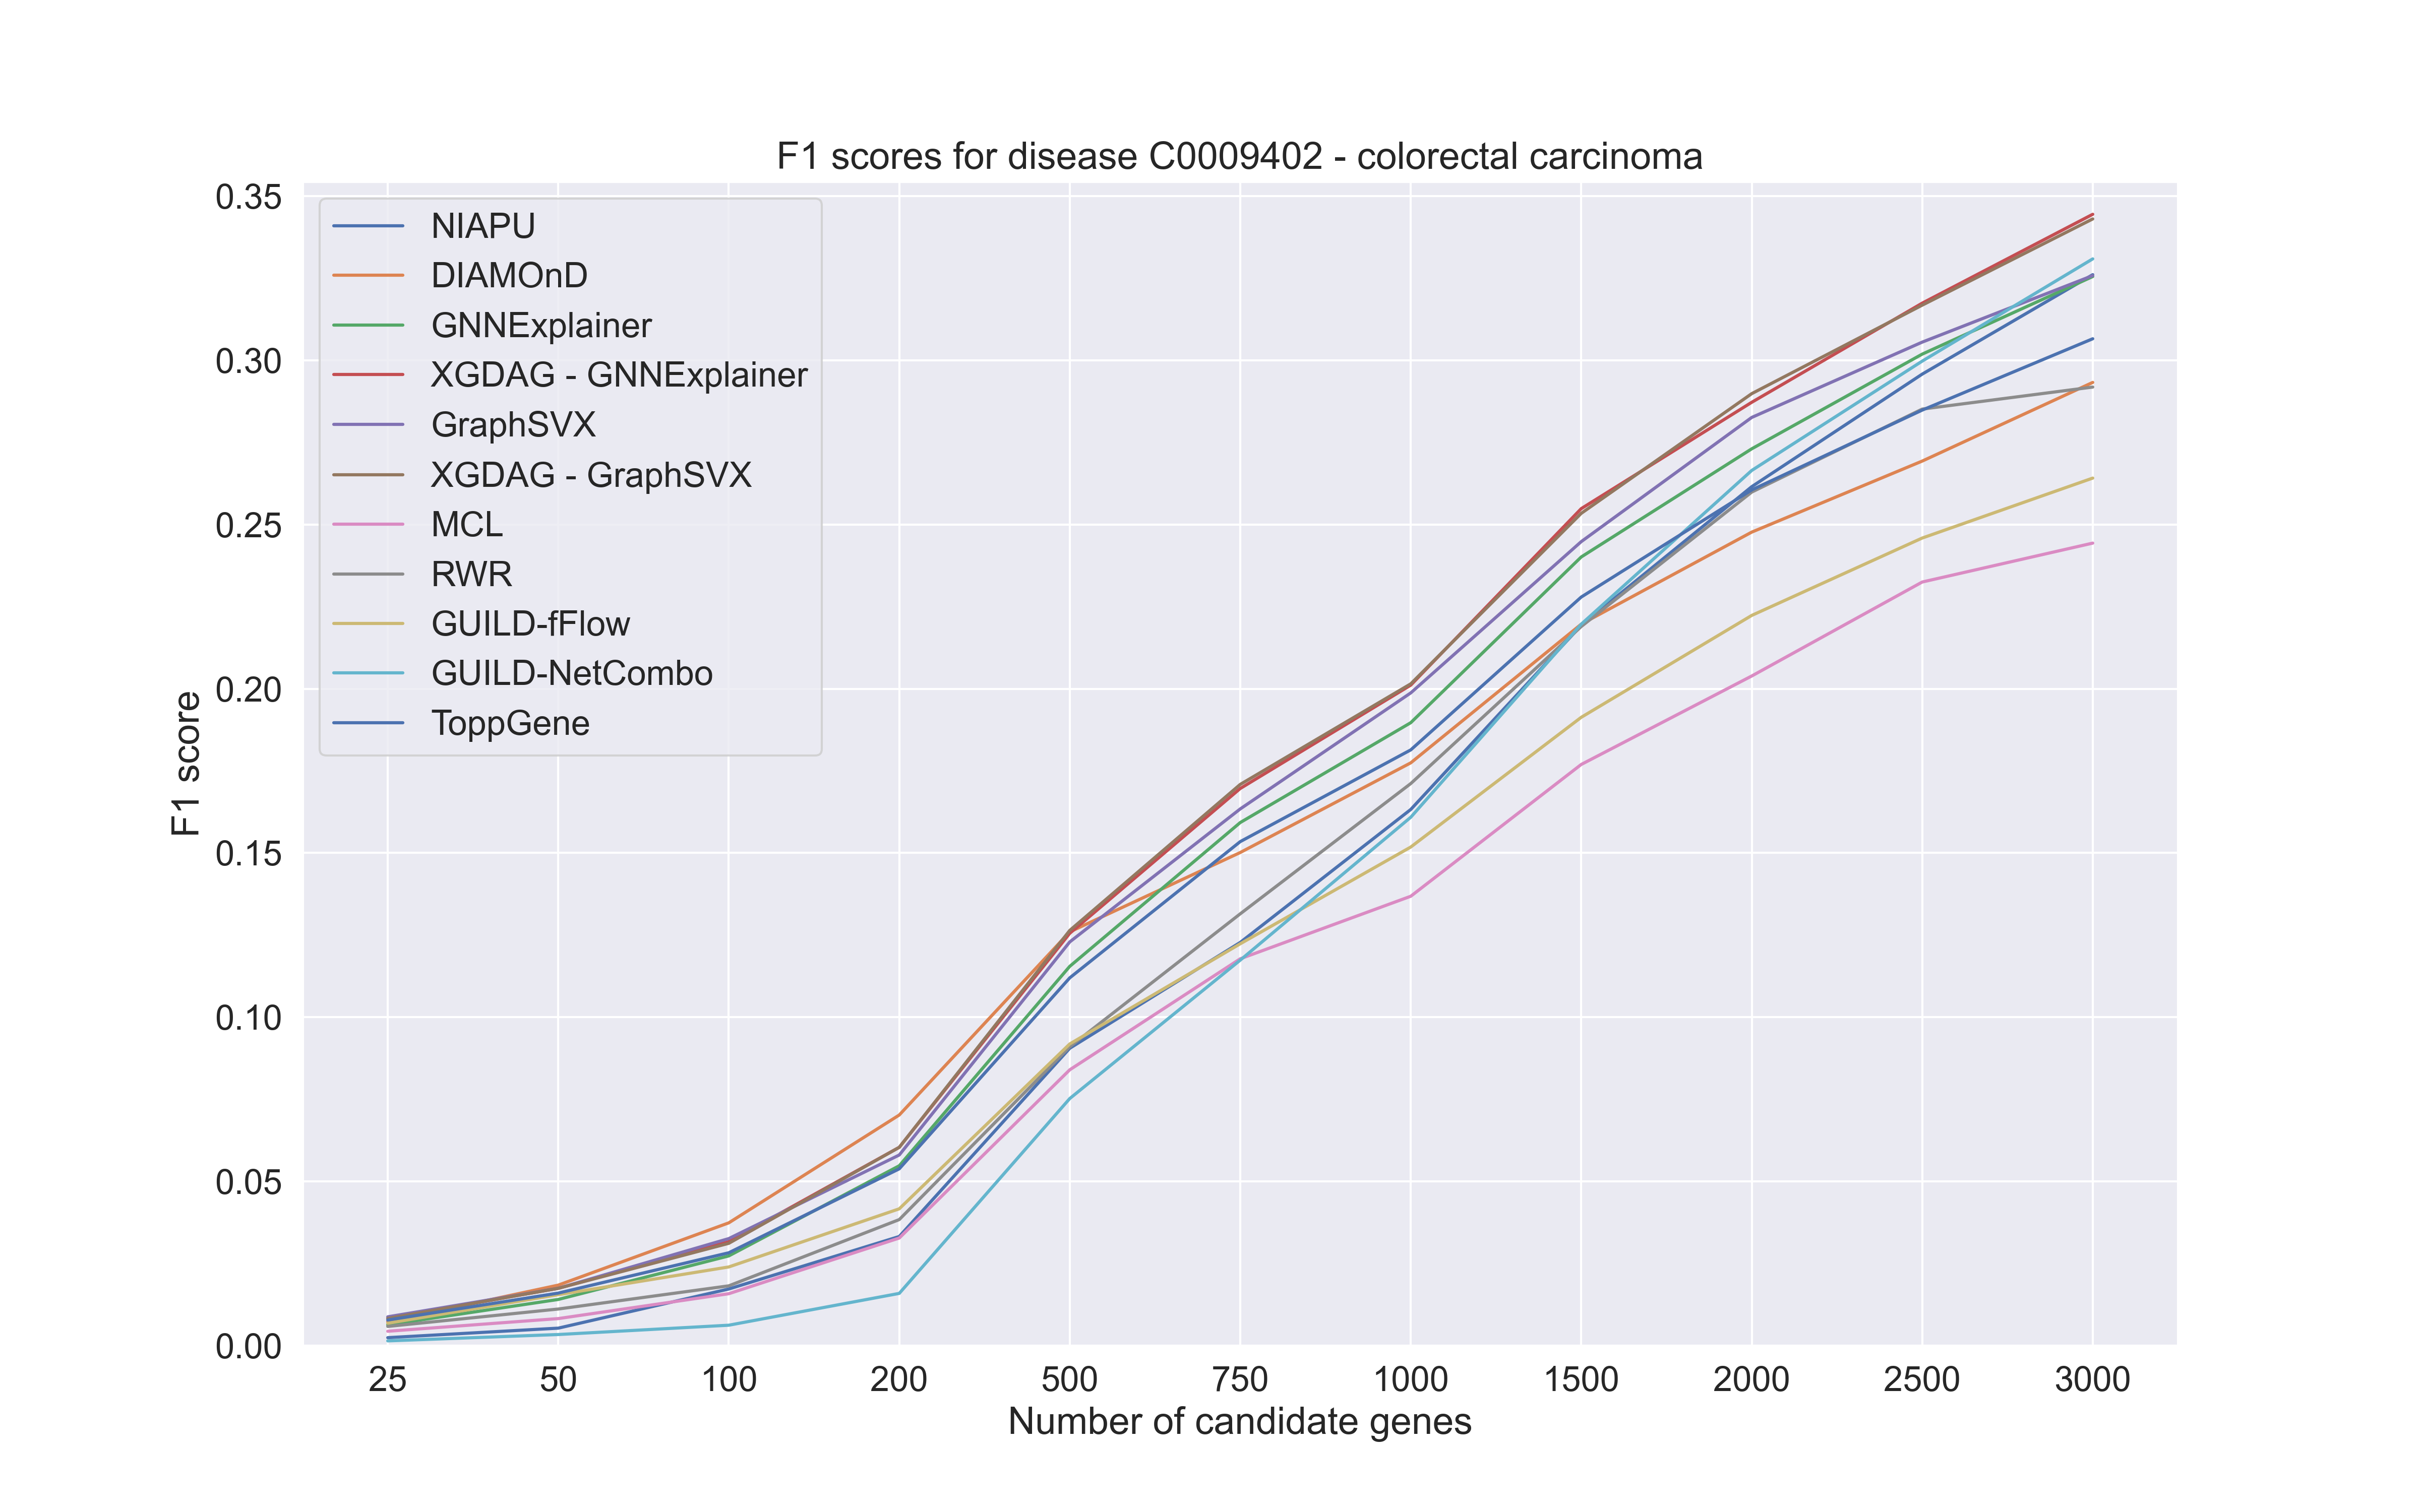 F1 scores for disease C0009402 - colorectal carcinoma
0.35
0.30
0.25
0.20
0.15
0.10
0.05
0.00
F1 score
NIAPU
DIAMOnD
GNNExplainer
XGDAG - GNNExplainer
GraphSVX
XGDAG - GraphSVX
MCL
RWR
GUILD-fFlow
GUILD-NetCombo
ToppGene
25 50 100 200 500 750 1000 1500 2000 2500 3000
Number of candidate genes